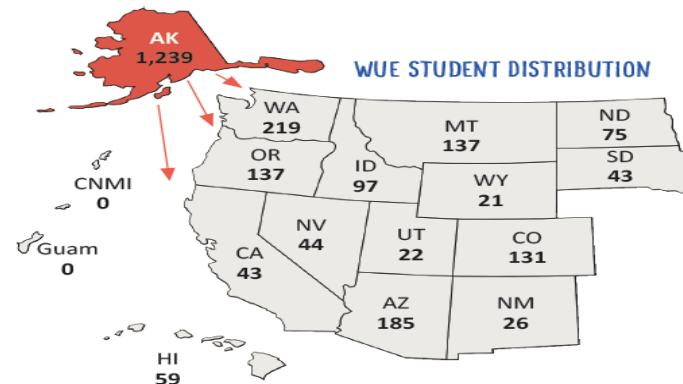 AK
1,239
WUE STUDENT DISTRIBUTION
WA
219
MT
137
ND
75
OR
137
ID
97
SD
43
WY
21
CNMI
0
NV
44
UT
22
CO
131
Guam
0
CA
43
AZ
185
NM
26
HI
59